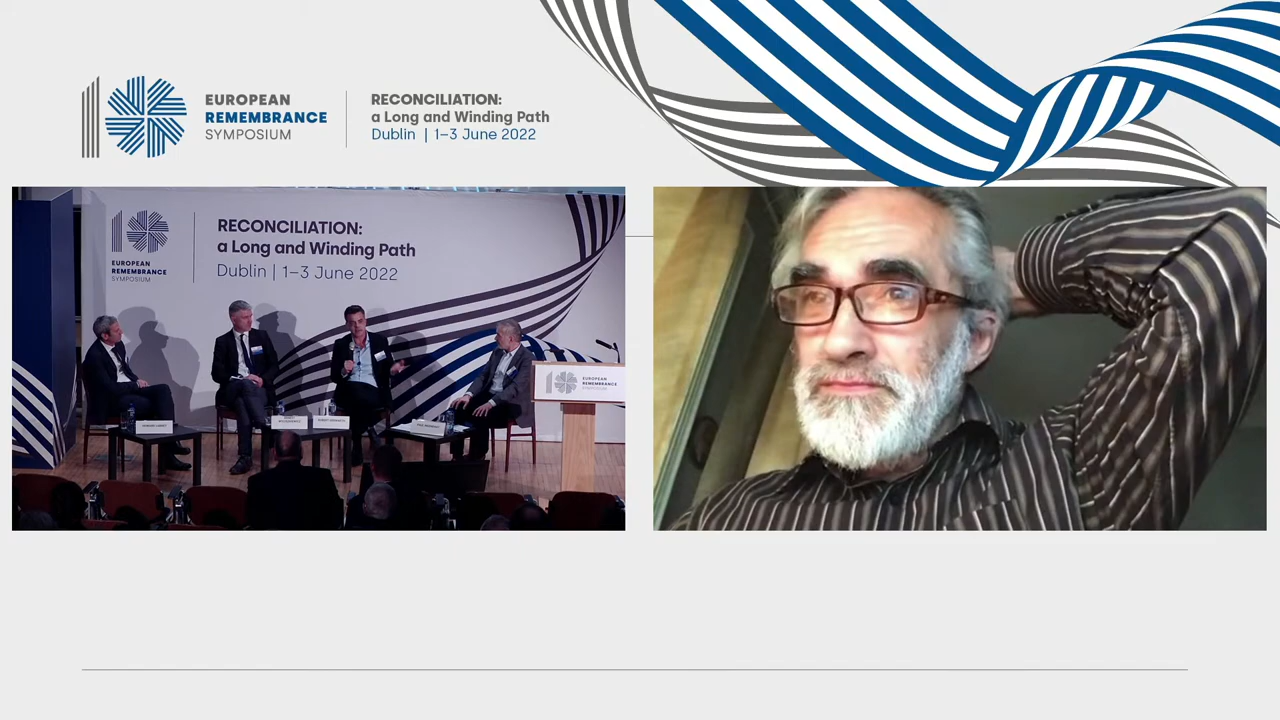 EUROPEAN
REMEMBRANCE
SYMPOSIUM
RECONCILIATION:
a Long and Winding Path
Dublin | 1–3 June 2022
EUROPEAN
REMEMBRANCE
SYMPOSIUM
RECONCILIATION:
a Long and Winding Path
Dublin | 1–3 June 2022
EUROPEAN
REMEMBRANCE
SYMPOSIUM